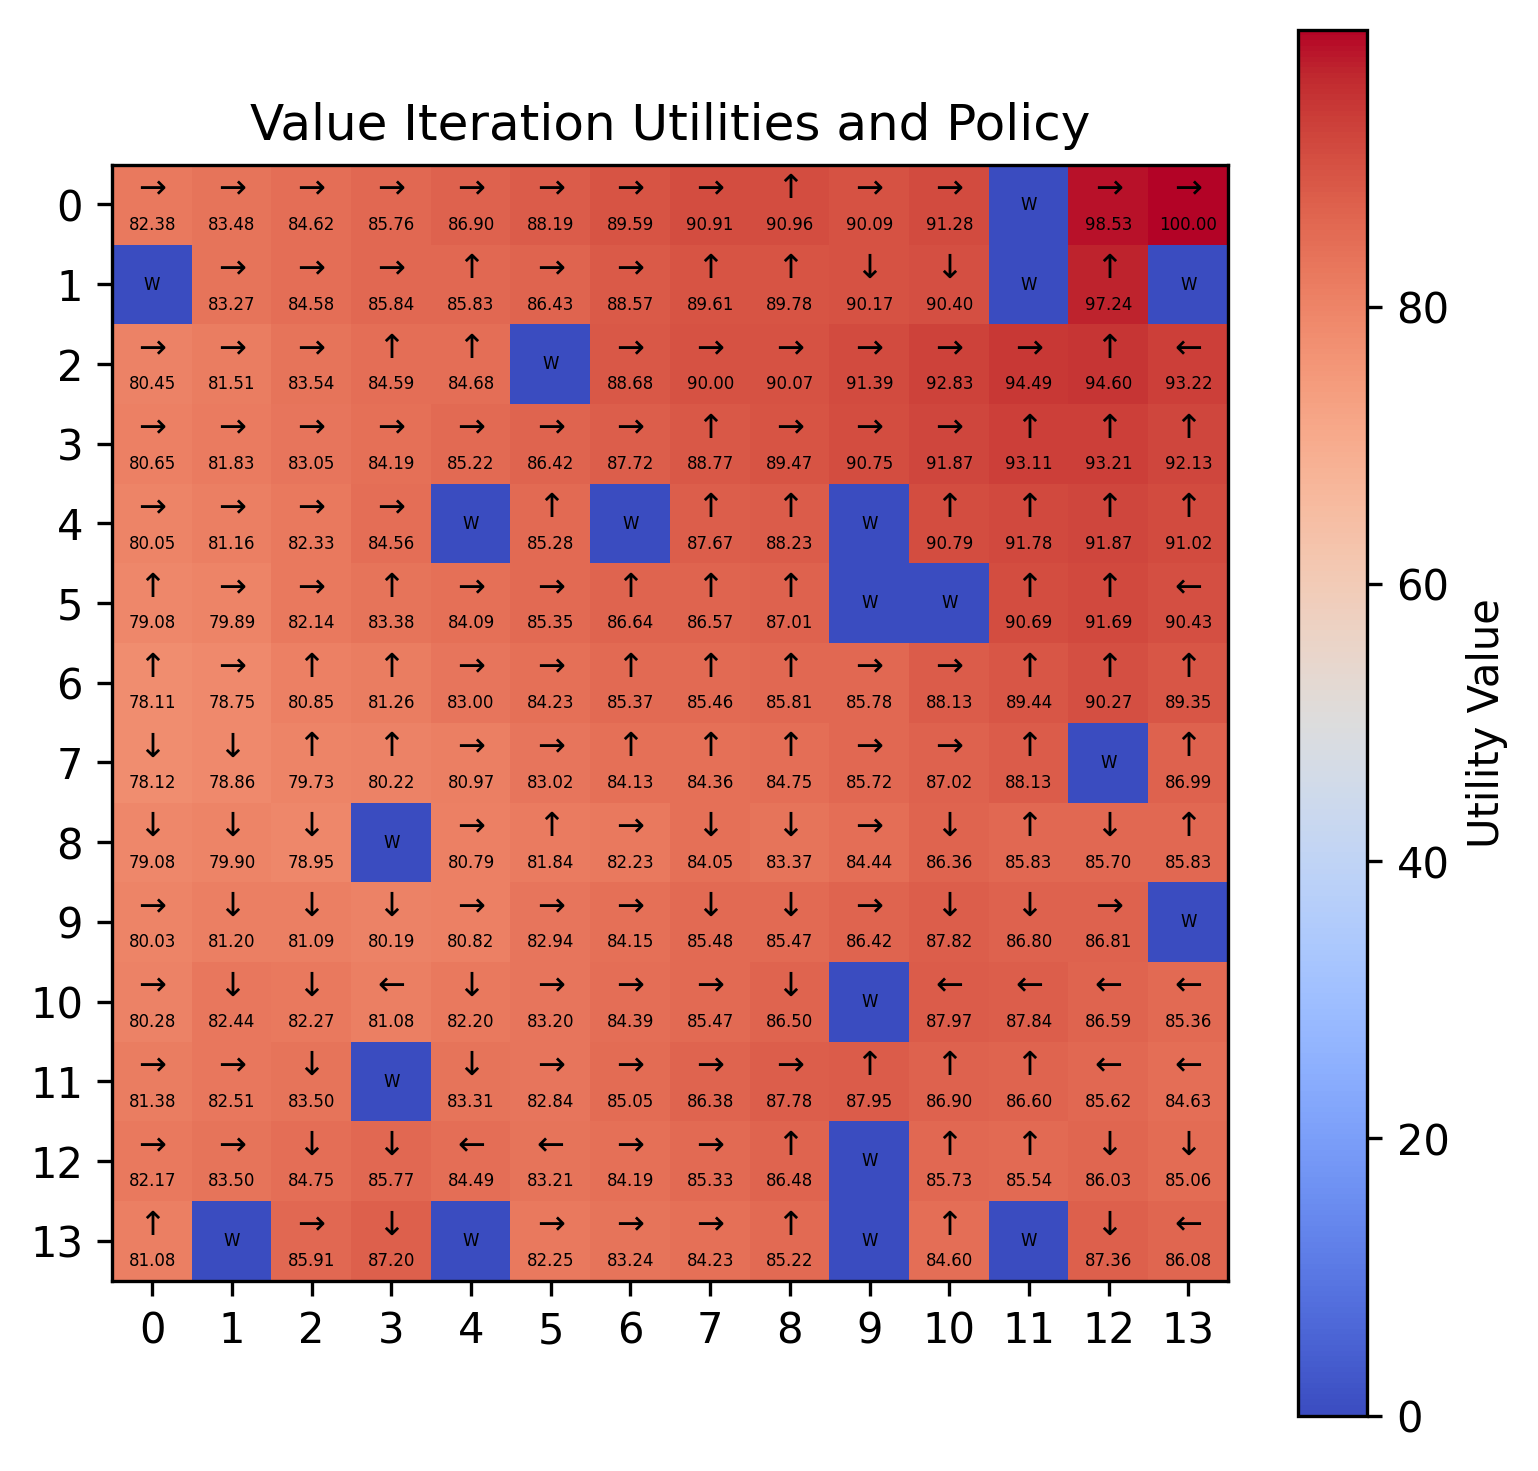 Value Iteration Utilities and Policy
0 → → → → → → → → ↑ → → W → →
82.38 83.48 84.62 85.76 86.90 88.19 89.59 90.91 90.96 90.09 91.28 98.53 100.00
1 W → → → ↑ → → ↑ ↑ ↓ ↓ W ↑ W
83.27 84.58 85.84 85.83 86.43 88.57 89.61 89.78 90.17 90.40 97.24
2 → → → ↑ ↑ W → → → → → → ↑ ←
80.45 81.51 83.54 84.59 84.68 88.68 90.00 90.07 91.39 92.83 94.49 94.60 93.22
3 → → → → → → → ↑ → → → ↑ ↑ ↑
80.65 81.83 83.05 84.19 85.22 86.42 87.72 88.77 89.47 90.75 91.87 93.11 93.21 92.13
4 → → → → W ↑ W ↑ ↑ W ↑ ↑ ↑ ↑
80.05 81.16 82.33 84.56 85.28 87.67 88.23 90.79 91.78 91.87 91.02
5 ↑ → → ↑ → → ↑ ↑ ↑ W W ↑ ↑ ←
79.08 79.89 82.14 83.38 84.09 85.35 86.64 86.57 87.01 90.69 91.69 90.43
6 ↑ → ↑ ↑ → → ↑ ↑ ↑ → → ↑ ↑ ↑
78.11 78.75 80.85 81.26 83.00 84.23 85.37 85.46 85.81 85.78 88.13 89.44 90.27 89.35
7 ↓ ↓ ↑ ↑ → → ↑ ↑ ↑ → → ↑ W ↑
78.12 78.86 79.73 80.22 80.97 83.02 84.13 84.36 84.75 85.72 87.02 88.13 86.99
8 ↓ ↓ ↓ W → ↑ → ↓ ↓ → ↓ ↑ ↓ ↑
79.08 79.90 78.95 80.79 81.84 82.23 84.05 83.37 84.44 86.36 85.83 85.70 85.83
9 → ↓ ↓ ↓ → → → ↓ ↓ → ↓ ↓ → W
80.03 81.20 81.09 80.19 80.82 82.94 84.15 85.48 85.47 86.42 87.82 86.80 86.81
10 → ↓ ↓ ← ↓ → → → ↓ W ← ← ← ←
80.28 82.44 82.27 81.08 82.20 83.20 84.39 85.47 86.50 87.97 87.84 86.59 85.36
11 → → ↓ W ↓ → → → → ↑ ↑ ↑ ← ←
81.38 82.51 83.50 83.31 82.84 85.05 86.38 87.78 87.95 86.90 86.60 85.62 84.63
12 → → ↓ ↓ ← ← → → ↑ W ↑ ↑ ↓ ↓
82.17 83.50 84.75 85.77 84.49 83.21 84.19 85.33 86.48 85.73 85.54 86.03 85.06
13 ↑ W → ↓ W → → → ↑ W ↑ W ↓ ←
81.08 85.91 87.20 82.25 83.24 84.23 85.22 84.60 87.36 86.08
0 1 2 3 4 5 6 7 8 9 10 11 12 13
80
60
40
20
0
Utility Value